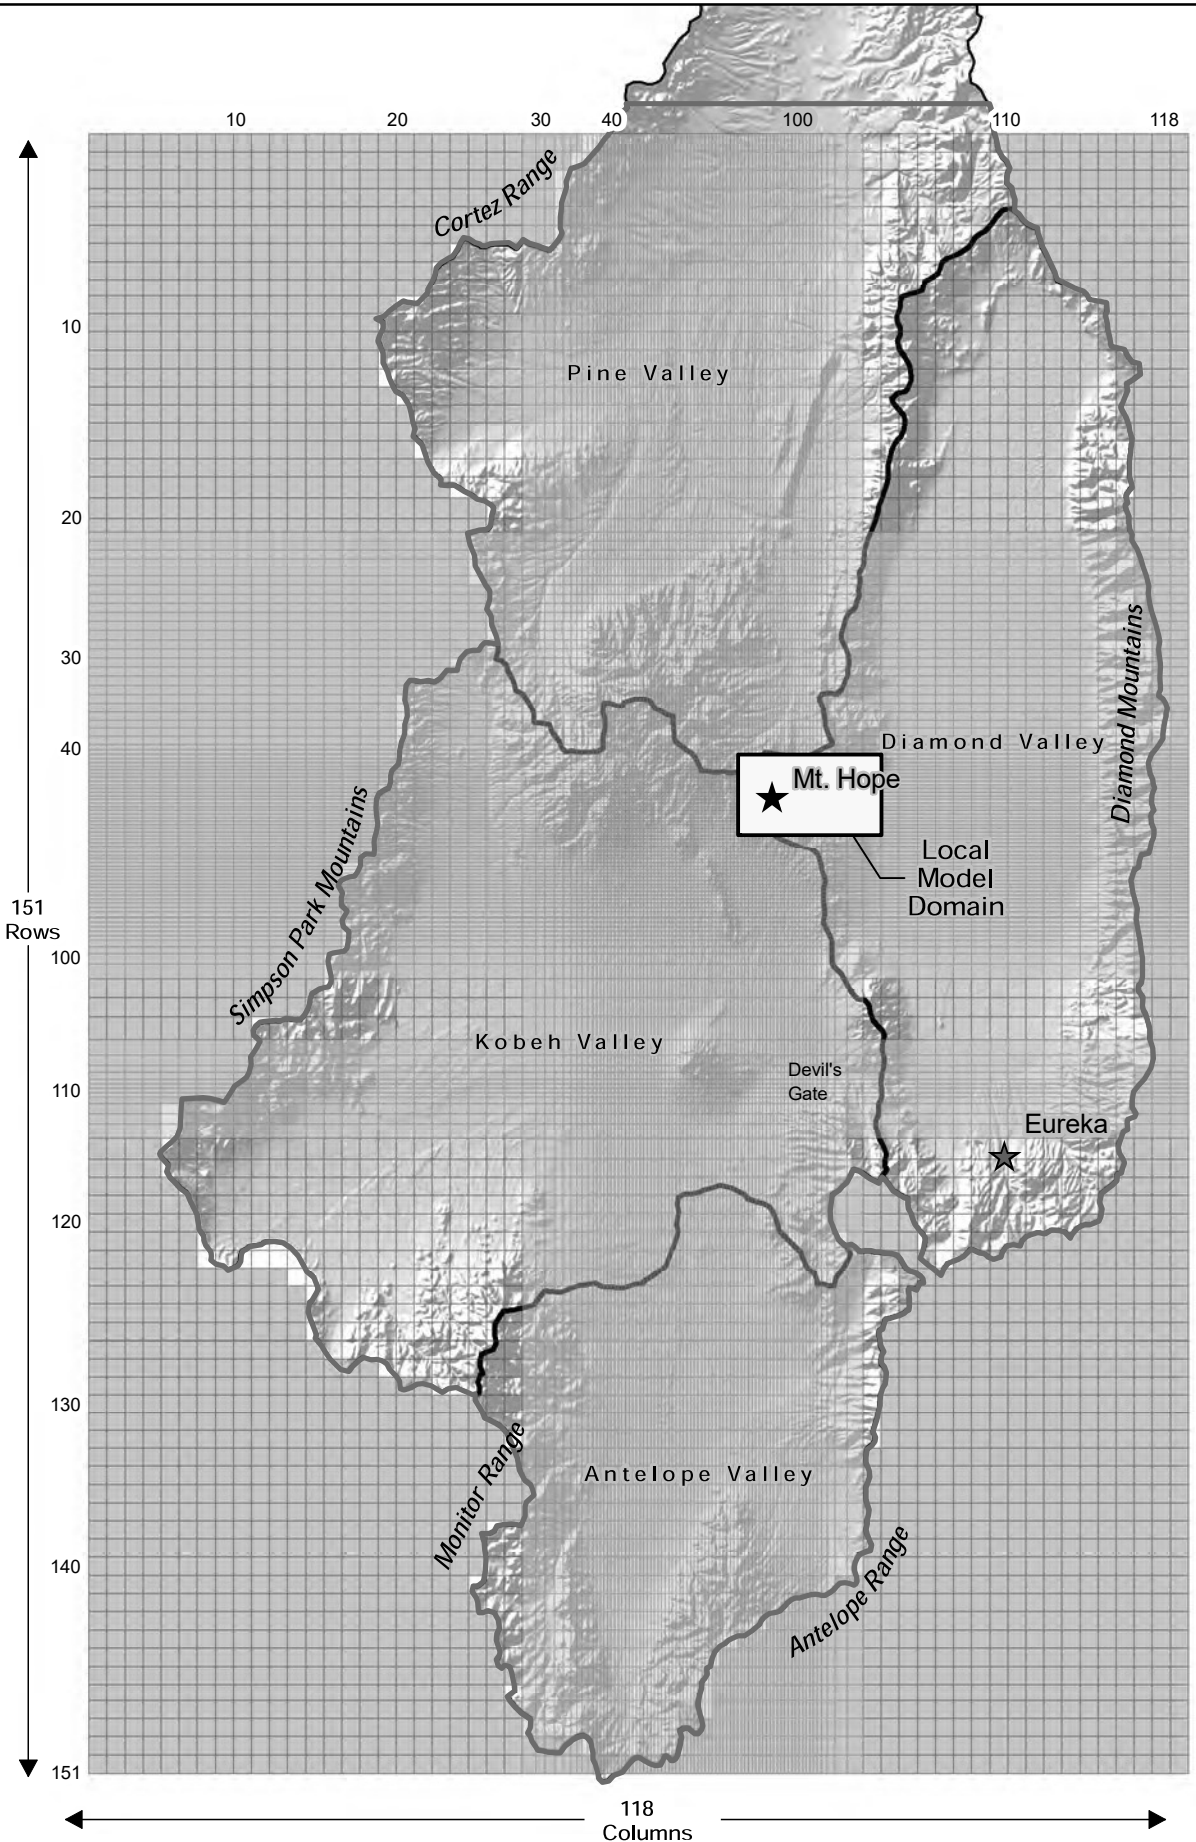 10 20 30 40 100 110 118
Cortez Range
10
Pine Valley
20
30
Diamond Mountains
40
Diamond Valley
Mt. Hope
Simpson Park Mountains
Local
Model
Domain
151
Rows
100
Kobeh Valley
Devil's
Gate
110
Eureka
120
130
Monitor Range
Antelope Valley
140
Antelope Range
151
118
Columns